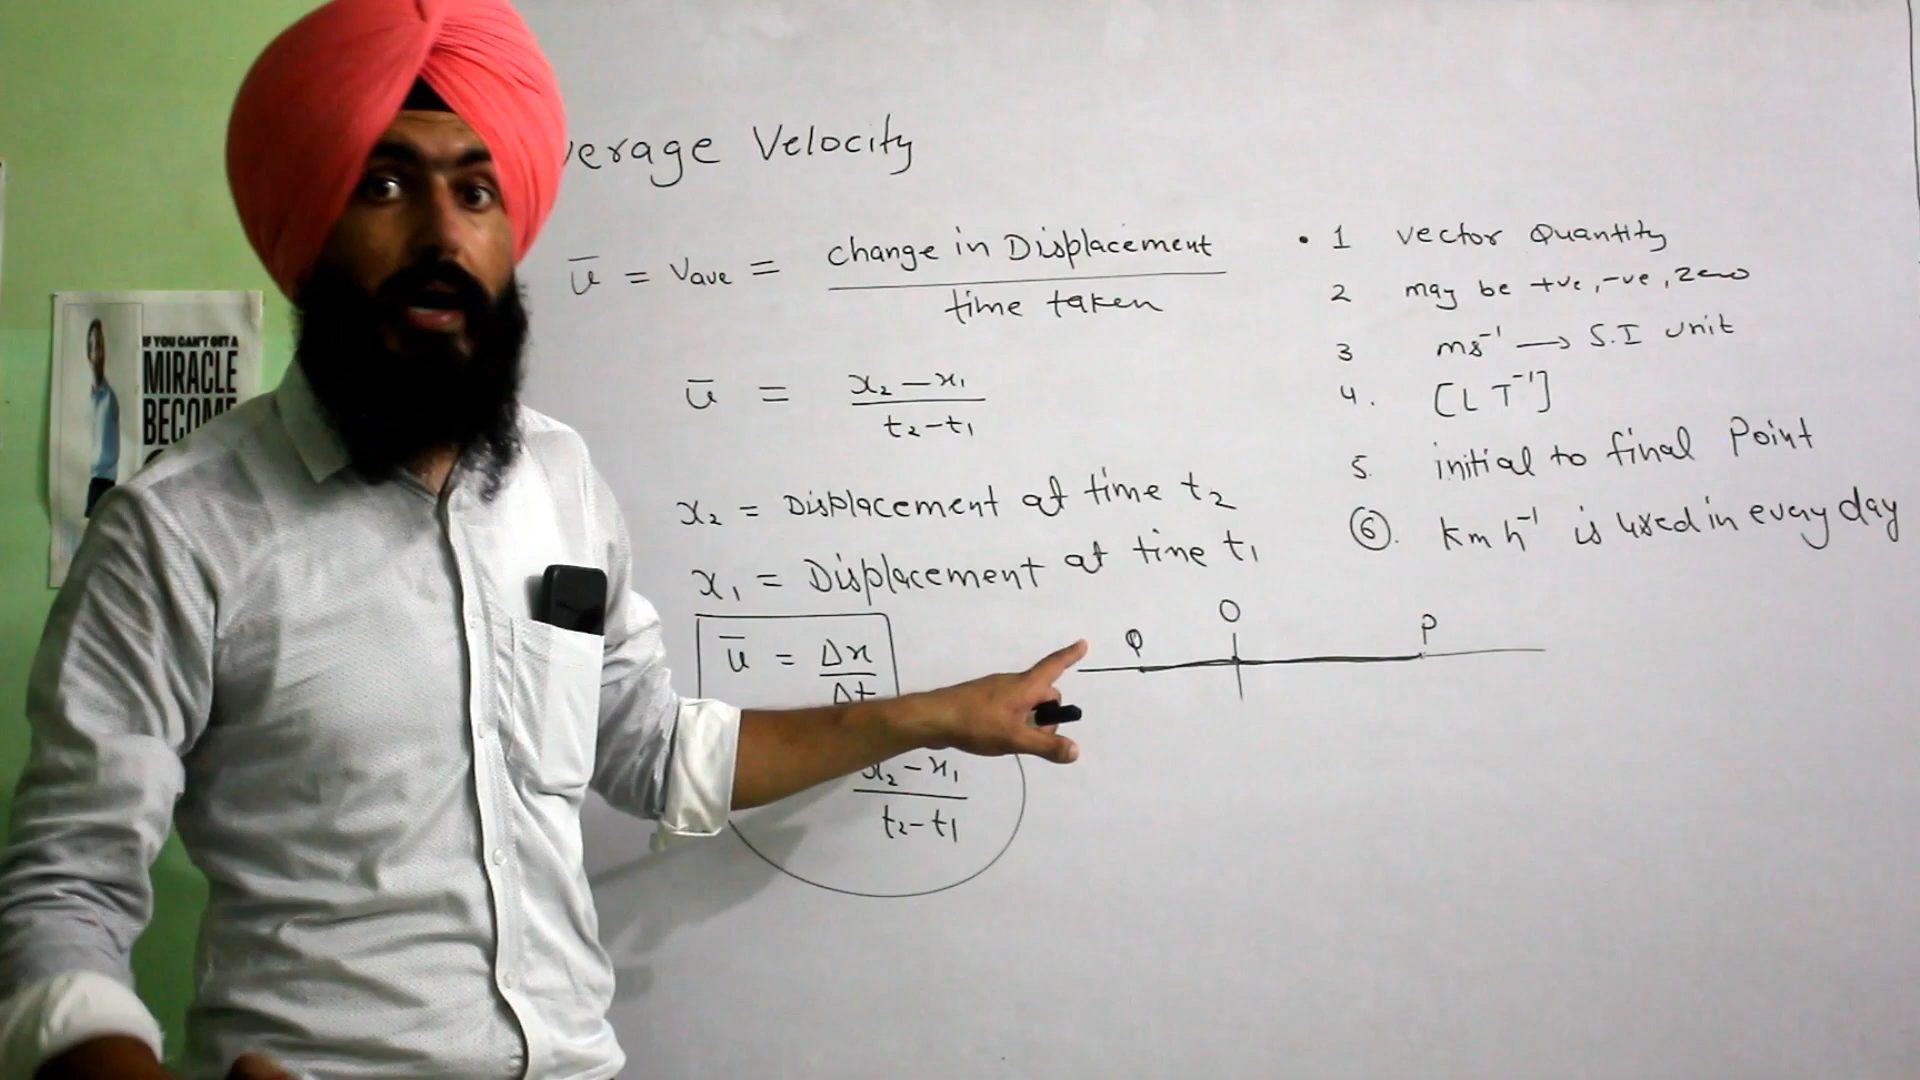 verage Velocity
ū = Vave = change in Displacement / time taken
ū = x₂ – x₁ / t₂ – t₁
x₂ = Displacement at time t₂
x₁ = Displacement at time t₁
ū = Δx / Δt
x₂ – x₁ / t₂ – t₁
• 1 vector Quantity
2 may be +ve, -ve, Zero
3 ms⁻¹ → S.I unit
4. [L T⁻¹]
5. initial to final Point
⑥. Km h⁻¹ is used in every day
Q O P
IF YOU CAN'T GET A
MIRACLE
BECOME